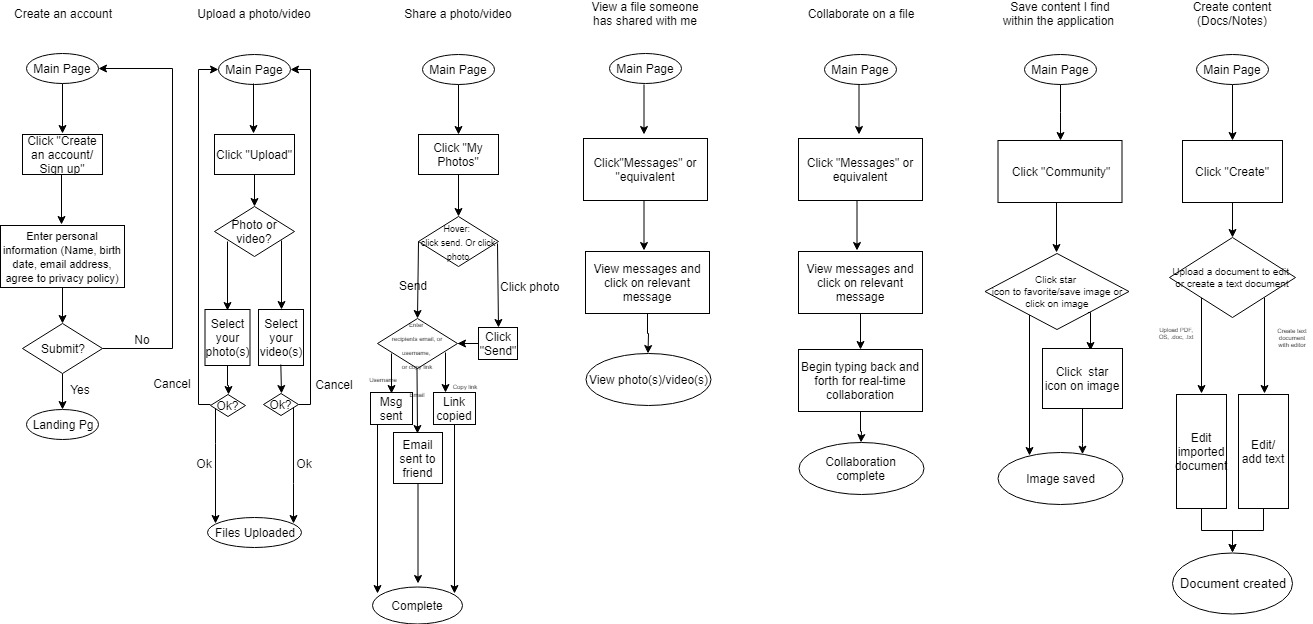 Create an account
Main Page
Click "Create
an account/
Sign up"
Enter personal
information (Name, birth
date, email address,
agree to privacy policy)
Submit?
No
Yes
Landing Pg
Upload a photo/video
Main Page
Click "Upload"
Photo or
video?
Select
your
photo(s)
Select
your
video(s)
Cancel
Ok?
Ok?
Cancel
Ok
Ok
Files Uploaded
Share a photo/video
Main Page
Click "My
Photos"
Hover:
click send. Or click
photo
Send
Click photo
Enter
recipients email, or
username,
or copy link
Click
"Send"
Username
Copy link
Email
Msg
sent
Link
copied
Email
sent to
friend
Complete
View a file someone
has shared with me
Main Page
Click"Messages" or
"equivalent
View messages and
click on relevant
message
View photo(s)/video(s)
Collaborate on a file
Main Page
Click "Messages" or
equivalent
View messages and
click on relevant
message
Begin typing back and
forth for real-time
collaboration
Collaboration
complete
Save content I find
within the application
Main Page
Click "Community"
Click star
icon to favorite/save image or
click on image
Click star
icon on image
Image saved
Create content
(Docs/Notes)
Main Page
Click "Create"
Upload a document to edit
or create a text document
Upload PDF,
OS, .doc, .txt
Create text
document
with editor
Edit
imported
document
Edit/
add text
Document created